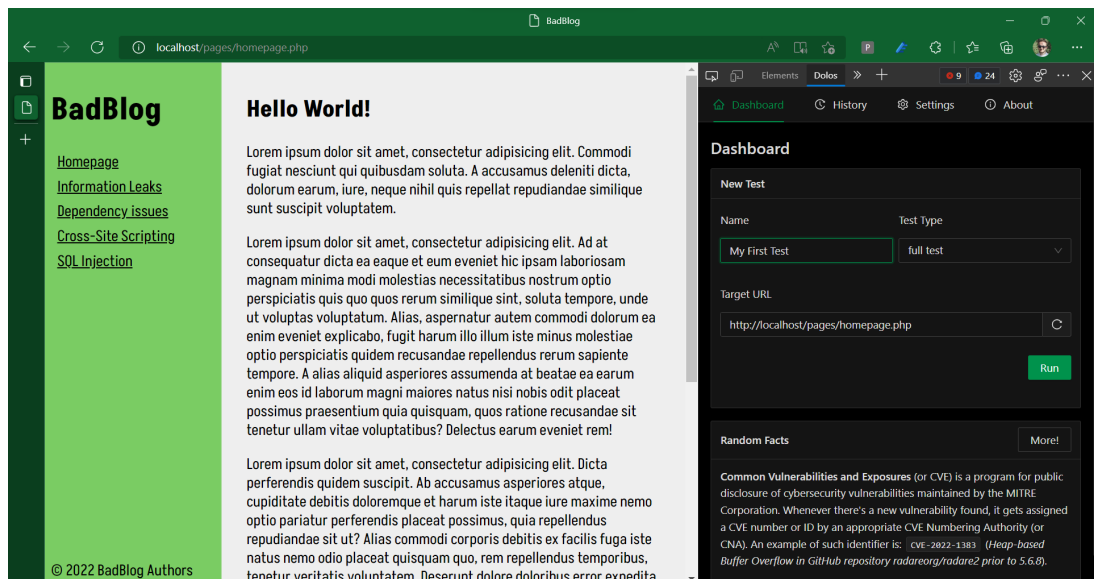 BadBlog
localhost/pages/homepage.php
BadBlog
Homepage
Information Leaks
Dependency issues
Cross-Site Scripting
SQL Injection
© 2022 BadBlog Authors
Hello World!
Lorem ipsum dolor sit amet, consectetur adipisicing elit. Commodi
fugiat nesciunt qui quibusdam soluta. A accusamus deleniti dicta,
dolorum earum, iure, neque nihil quis repellat repudiandae similique
sunt suscipit voluptatem.
Lorem ipsum dolor sit amet, consectetur adipisicing elit. Ad at
consequatur dicta ea eaque et eum eveniet hic ipsam laboriosam
magnam minima modi molestias necessitatibus nostrum optio
perspiciatis quis quo quos rerum similique sint, soluta tempore, unde
ut voluptas voluptatum. Alias, aspernatur autem commodi dolorum ea
enim eveniet explicabo, fugit harum illo illum iste minus molestiae
optio perspiciatis quidem recusandae repellendus rerum sapiente
tempore. A alias aliquid asperiores assumenda at beatae ea earum
enim eos id laborum magni maiores natus nisi nobis odit placeat
possimus praesentium quia quisquam, quos ratione recusandae sit
tenetur ullam vitae voluptatibus? Delectus earum eveniet rem!
Lorem ipsum dolor sit amet, consectetur adipisicing elit. Dicta
perferendis quidem suscipit. Ab accusamus asperiores atque,
cupiditate debitis doloremque et harum iste itaque iure maxime nemo
optio pariatur perferendis placeat possimus, quia repellendus
repudiandae sit ut? Alias commodi corporis debitis ex facilis fuga iste
natus nemo odio placeat quisquam quo, rem repellendus temporibus,
tenetur veritatis voluptatem. Deserunt dolore doloribus error expedita
Elements
Dolos
9
24
Dashboard
History
Settings
About
Dashboard
New Test
Name
Test Type
My First Test
full test
Target URL
http://localhost/pages/homepage.php
Run
Random Facts
More!
Common Vulnerabilities and Exposures (or CVE) is a program for public
disclosure of cybersecurity vulnerabilities maintained by the MITRE
Corporation. Whenever there's a new vulnerability found, it gets assigned
a CVE number or ID by an appropriate CVE Numbering Authority (or
CNA). An example of such identifier is: CVE-2022-1383 (Heap-based
Buffer Overflow in GitHub repository radareorg/radare2 prior to 5.6.8).